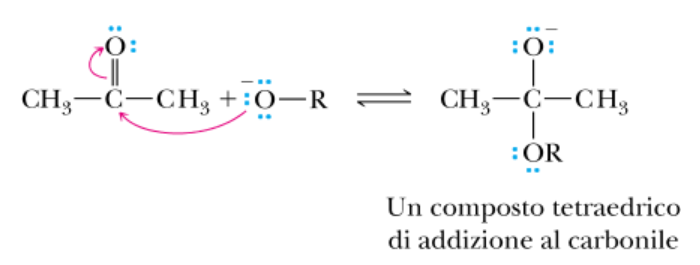 O
CH₃—C—CH₃ + ⁻O—R ⇌ CH₃—C—CH₃
O⁻
OR
Un composto tetraedrico
di addizione al carbonile